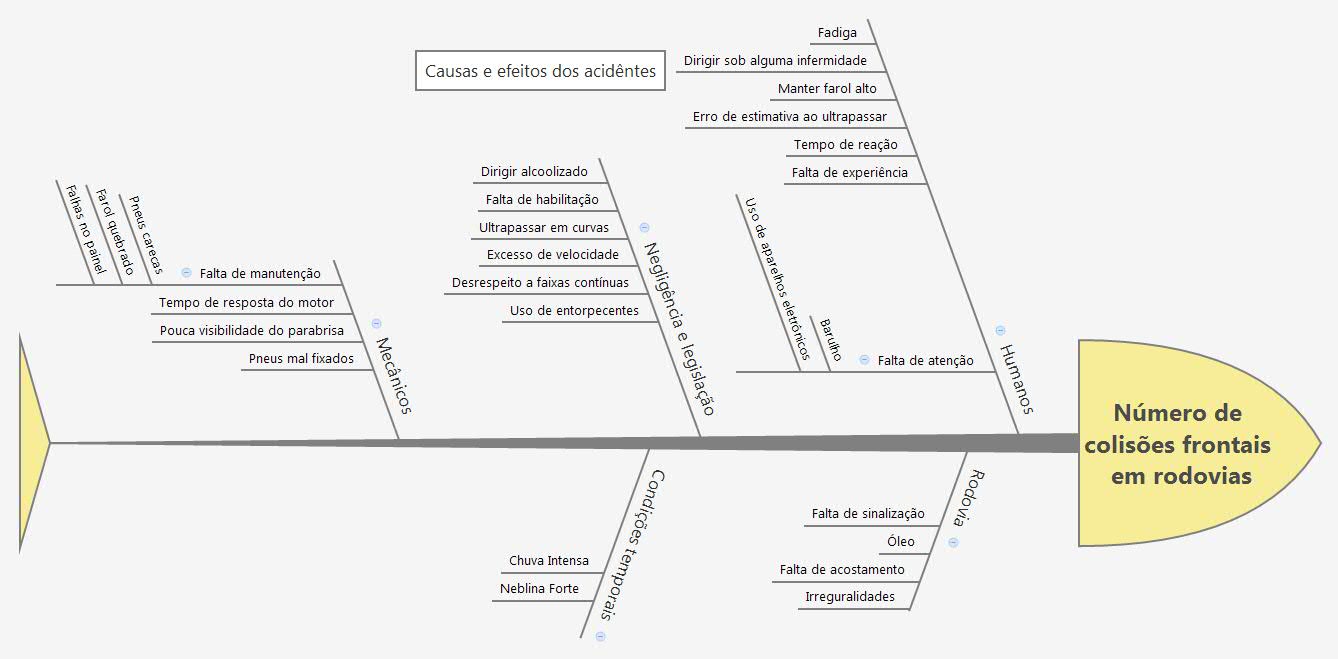 Causas e efeitos dos acidêntes
Fadiga
Dirigir sob alguma infermidade
Manter farol alto
Erro de estimativa ao ultrapassar
Tempo de reação
Falta de experiência
Uso de aparelhos eletrônicos
Barulho
Falta de atenção
Humanos
Dirigir alcoolizado
Falta de habilitação
Ultrapassar em curvas
Excesso de velocidade
Desrespeito a faixas contínuas
Uso de entorpecentes
Negligência e legislação
Falhas no painel
Farol quebrado
Pneus carecas
Falta de manutenção
Tempo de resposta do motor
Pouca visibilidade do parabrisa
Pneus mal fixados
Mecânicos
Número de
colisões frontais
em rodovias
Condições temporais
Chuva Intensa
Neblina Forte
Rodovia
Falta de sinalização
Óleo
Falta de acostamento
Irreguralidades